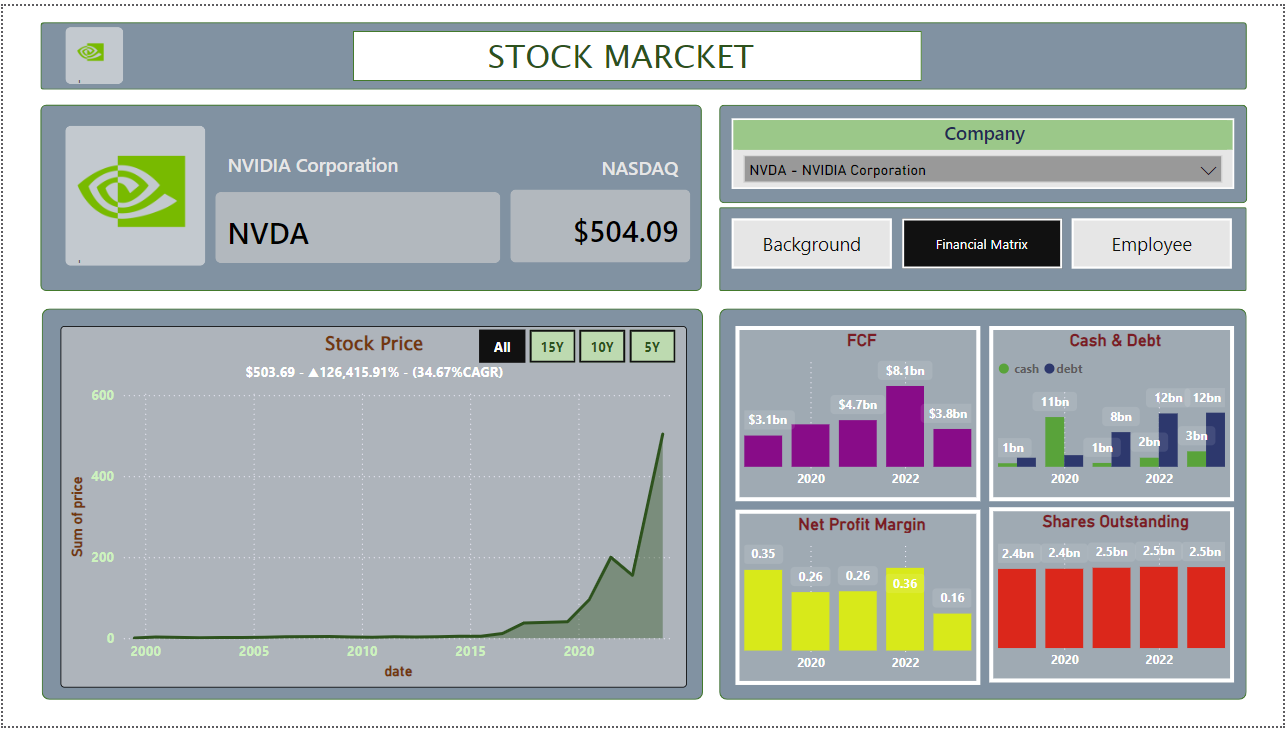 STOCK MARCKET
NVIDIA Corporation
NASDAQ
NVDA
$504.09
Company
NVDA - NVIDIA Corporation
Background
Financial Matrix
Employee
Stock Price
All
15Y
10Y
5Y
$503.69 - ▲126,415.91% - (34.67%CAGR)
Sum of price
600
400
200
0
2000
2005
2010
2015
2020
date
FCF
$3.1bn
$4.7bn
$8.1bn
$3.8bn
2020
2022
Cash & Debt
cash
debt
1bn
11bn
1bn
8bn
2bn
12bn
3bn
12bn
2020
2022
Net Profit Margin
0.35
0.26
0.26
0.36
0.16
2020
2022
Shares Outstanding
2.4bn
2.4bn
2.5bn
2.5bn
2.5bn
2020
2022